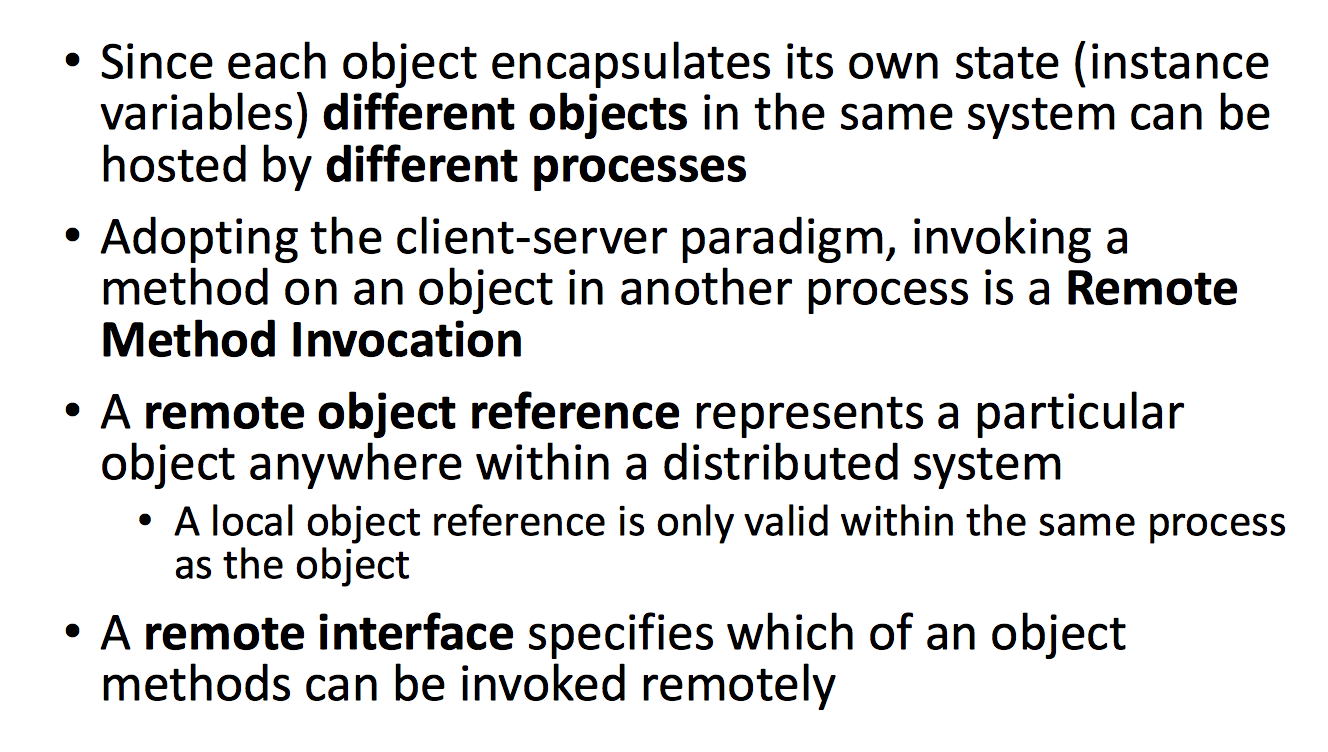 • Since each object encapsulates its own state (instance
variables) different objects in the same system can be
hosted by different processes
• Adopting the client-server paradigm, invoking a
method on an object in another process is a Remote
Method Invocation
• A remote object reference represents a particular
object anywhere within a distributed system
• A local object reference is only valid within the same process
as the object
• A remote interface specifies which of an object
methods can be invoked remotely